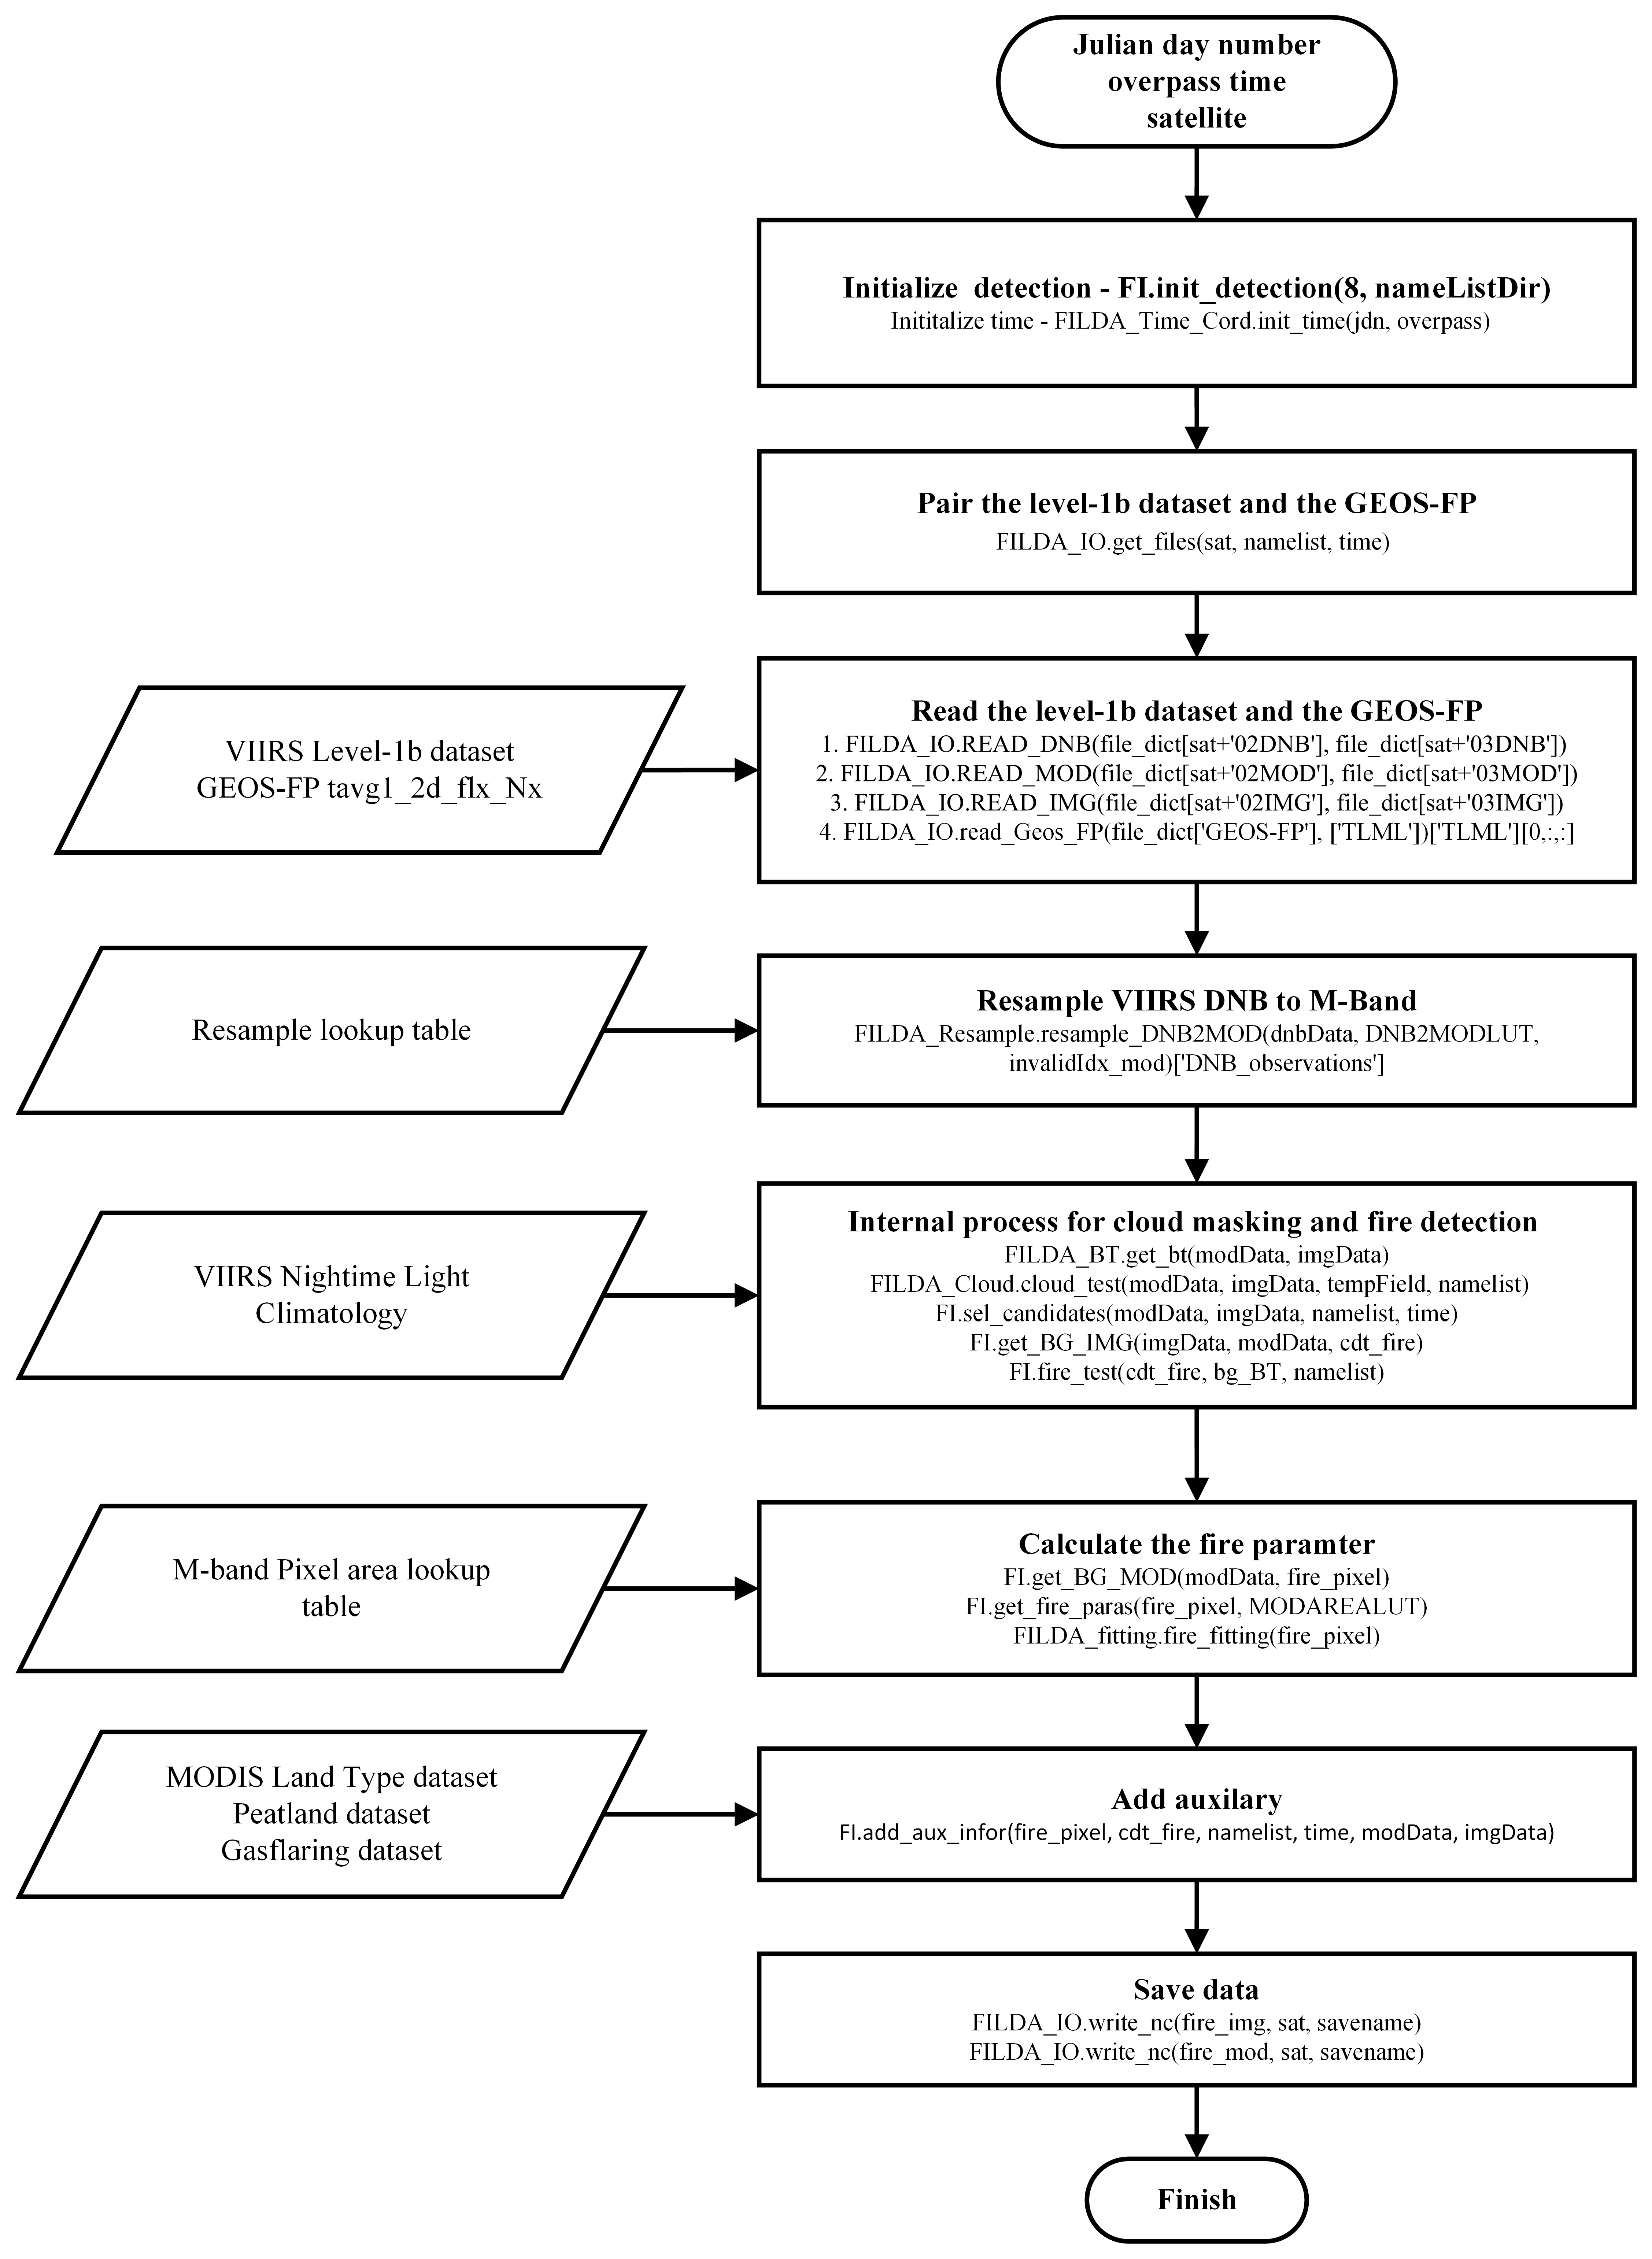 Julian day number
overpass time
satellite
Initialize  detection - FI.init_detection(8, nameListDir)
Inititalize time - FILDA_Time_Cord.init_time(jdn, overpass)
Pair the level-1b dataset and the GEOS-FP
FILDA_IO.get_files(sat, namelist, time)
VIIRS Level-1b dataset
GEOS-FP tavg1_2d_flx_Nx
Read the level-1b dataset and the GEOS-FP
1. FILDA_IO.READ_DNB(file_dict[sat+'02DNB'], file_dict[sat+'03DNB'])
2. FILDA_IO.READ_MOD(file_dict[sat+'02MOD'], file_dict[sat+'03MOD'])
3. FILDA_IO.READ_IMG(file_dict[sat+'02IMG'], file_dict[sat+'03IMG'])
4. FILDA_IO.read_Geos_FP(file_dict['GEOS-FP'], ['TLML'])['TLML'][0,:,:]
Resample lookup table
Resample VIIRS DNB to M-Band
FILDA_Resample.resample_DNB2MOD(dnbData, DNB2MODLUT,
invalidIdx_mod)['DNB_observations']
VIIRS Nightime Light
Climatology
Internal process for cloud masking and fire detection
FILDA_BT.get_bt(modData, imgData)
FILDA_Cloud.cloud_test(modData, imgData, tempField, namelist)
FI.sel_candidates(modData, imgData, namelist, time)
FI.get_BG_IMG(imgData, modData, cdt_fire)
FI.fire_test(cdt_fire, bg_BT, namelist)
M-band Pixel area lookup
table
Calculate the fire paramter
FI.get_BG_MOD(modData, fire_pixel)
FI.get_fire_paras(fire_pixel, MODAREALUT)
FILDA_fitting.fire_fitting(fire_pixel)
MODIS Land Type dataset
Peatland dataset
Gasflaring dataset
Add auxilary
FI.add_aux_infor(fire_pixel, cdt_fire, namelist, time, modData, imgData)
Save data
FILDA_IO.write_nc(fire_img, sat, savename)
FILDA_IO.write_nc(fire_mod, sat, savename)
Finish